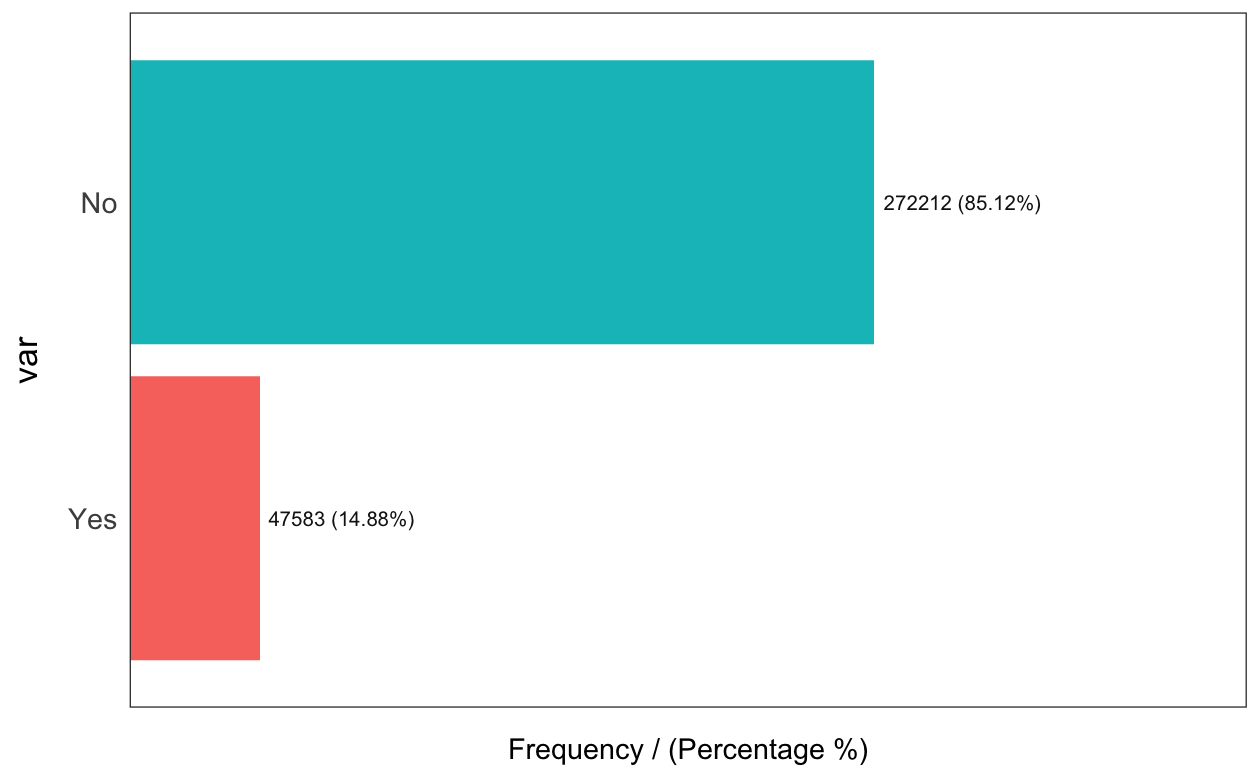 No
272212 (85.12%)
var
Yes
47583 (14.88%)
Frequency / (Percentage %)